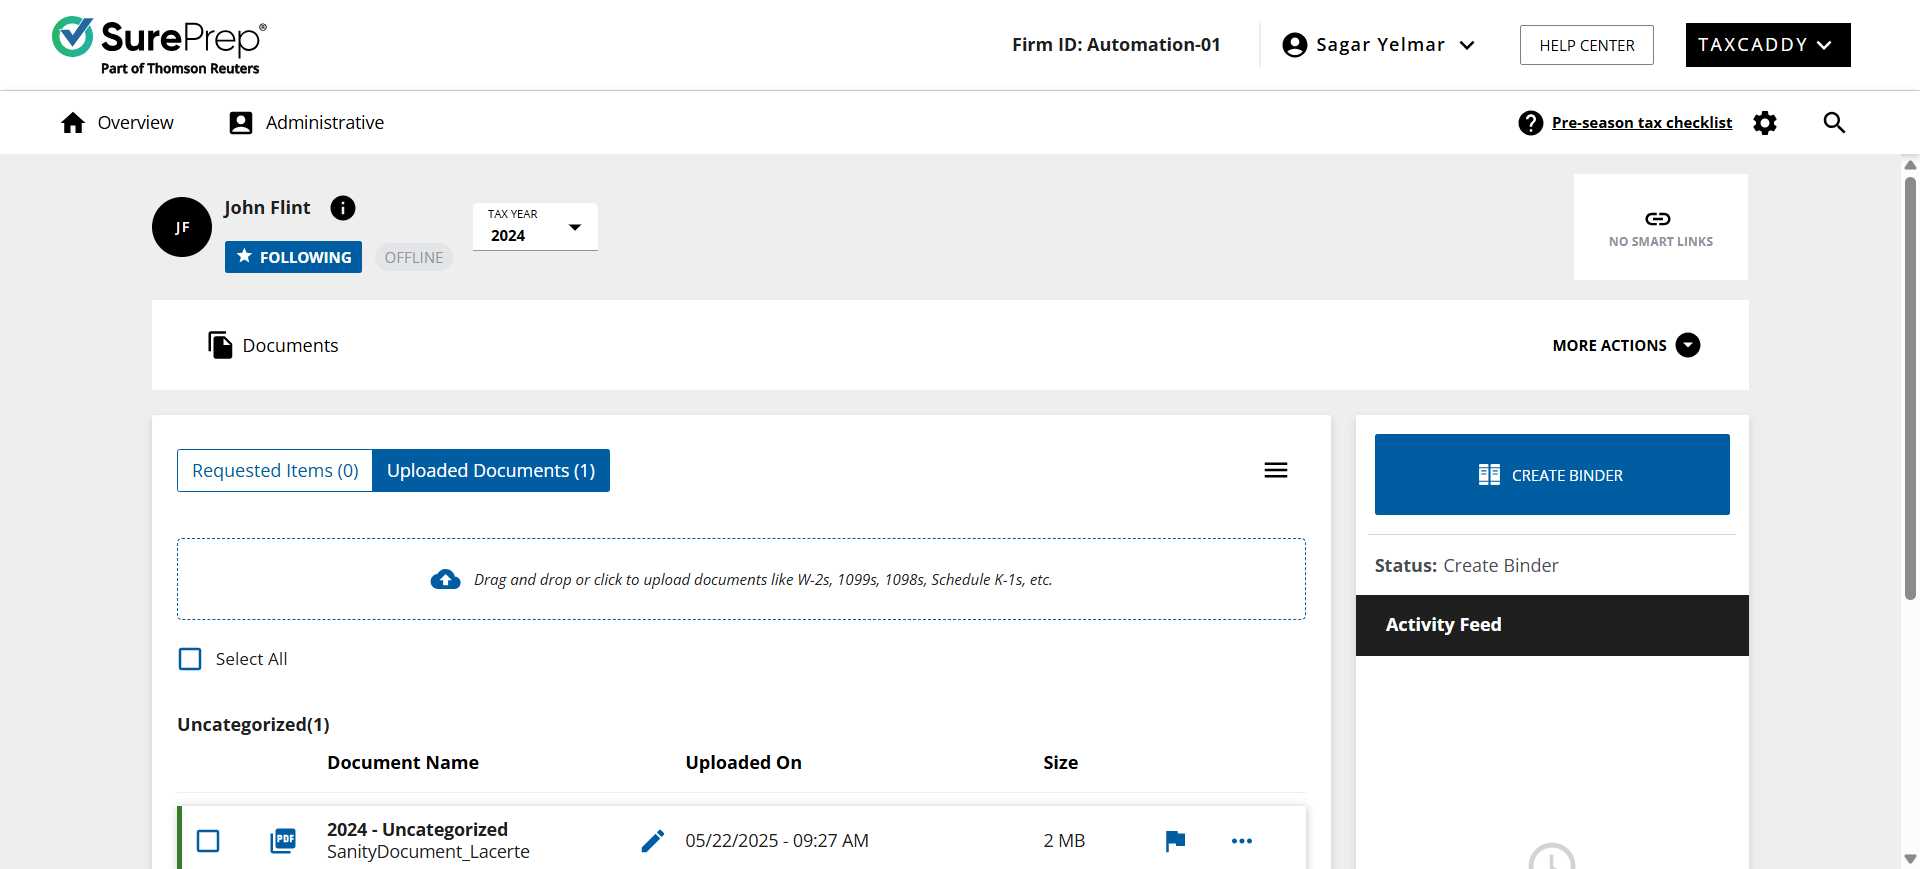 SurePrep®
Part of Thomson Reuters
Firm ID: Automation-01
Sagar Yelmar
HELP CENTER
TAXCADDY
Overview
Administrative
Pre-season tax checklist
JF
John Flint
FOLLOWING
OFFLINE
TAX YEAR
2024
NO SMART LINKS
Documents
MORE ACTIONS
Requested Items (0)
Uploaded Documents (1)
CREATE BINDER
Drag and drop or click to upload documents like W-2s, 1099s, 1098s, Schedule K-1s, etc.
Status: Create Binder
Activity Feed
Select All
Uncategorized(1)
Document Name
Uploaded On
Size
PDF
2024 - Uncategorized
SanityDocument_Lacerte
05/22/2025 - 09:27 AM
2 MB